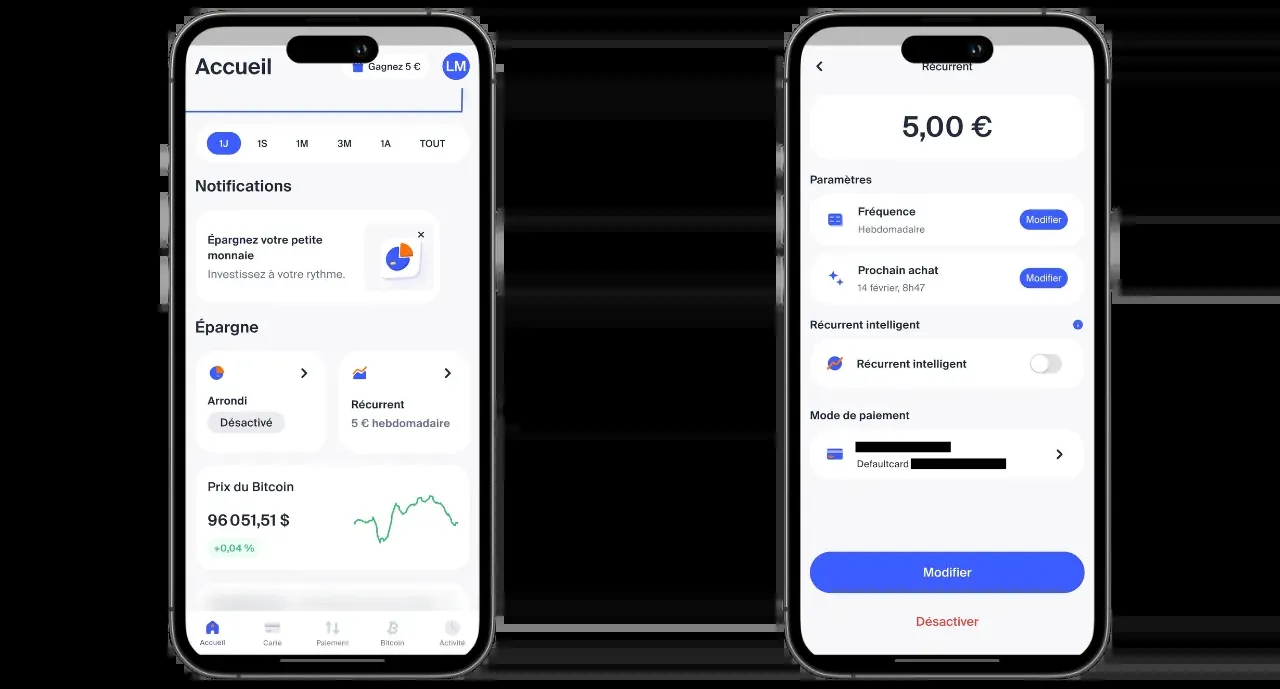 Accueil
Gagnez 5 €
LM
1J 1S 1M 3M 1A TOUT
Notifications
Épargnez votre petite
monnaie
Investissez à votre rythme.
Épargne
Arrondi
Désactivé
Récurrent
5 € hebdomadaire
Prix du Bitcoin
96 051,51 $
+0,04 %
Accueil Carte Paiement Bitcoin Activité
Récurrent
5,00 €
Paramètres
Fréquence
Hebdomadaire
Modifier
Prochain achat
14 février, 8h47
Modifier
Récurrent intelligent
Récurrent intelligent
Mode de paiement
Defaultcard
Modifier
Désactiver